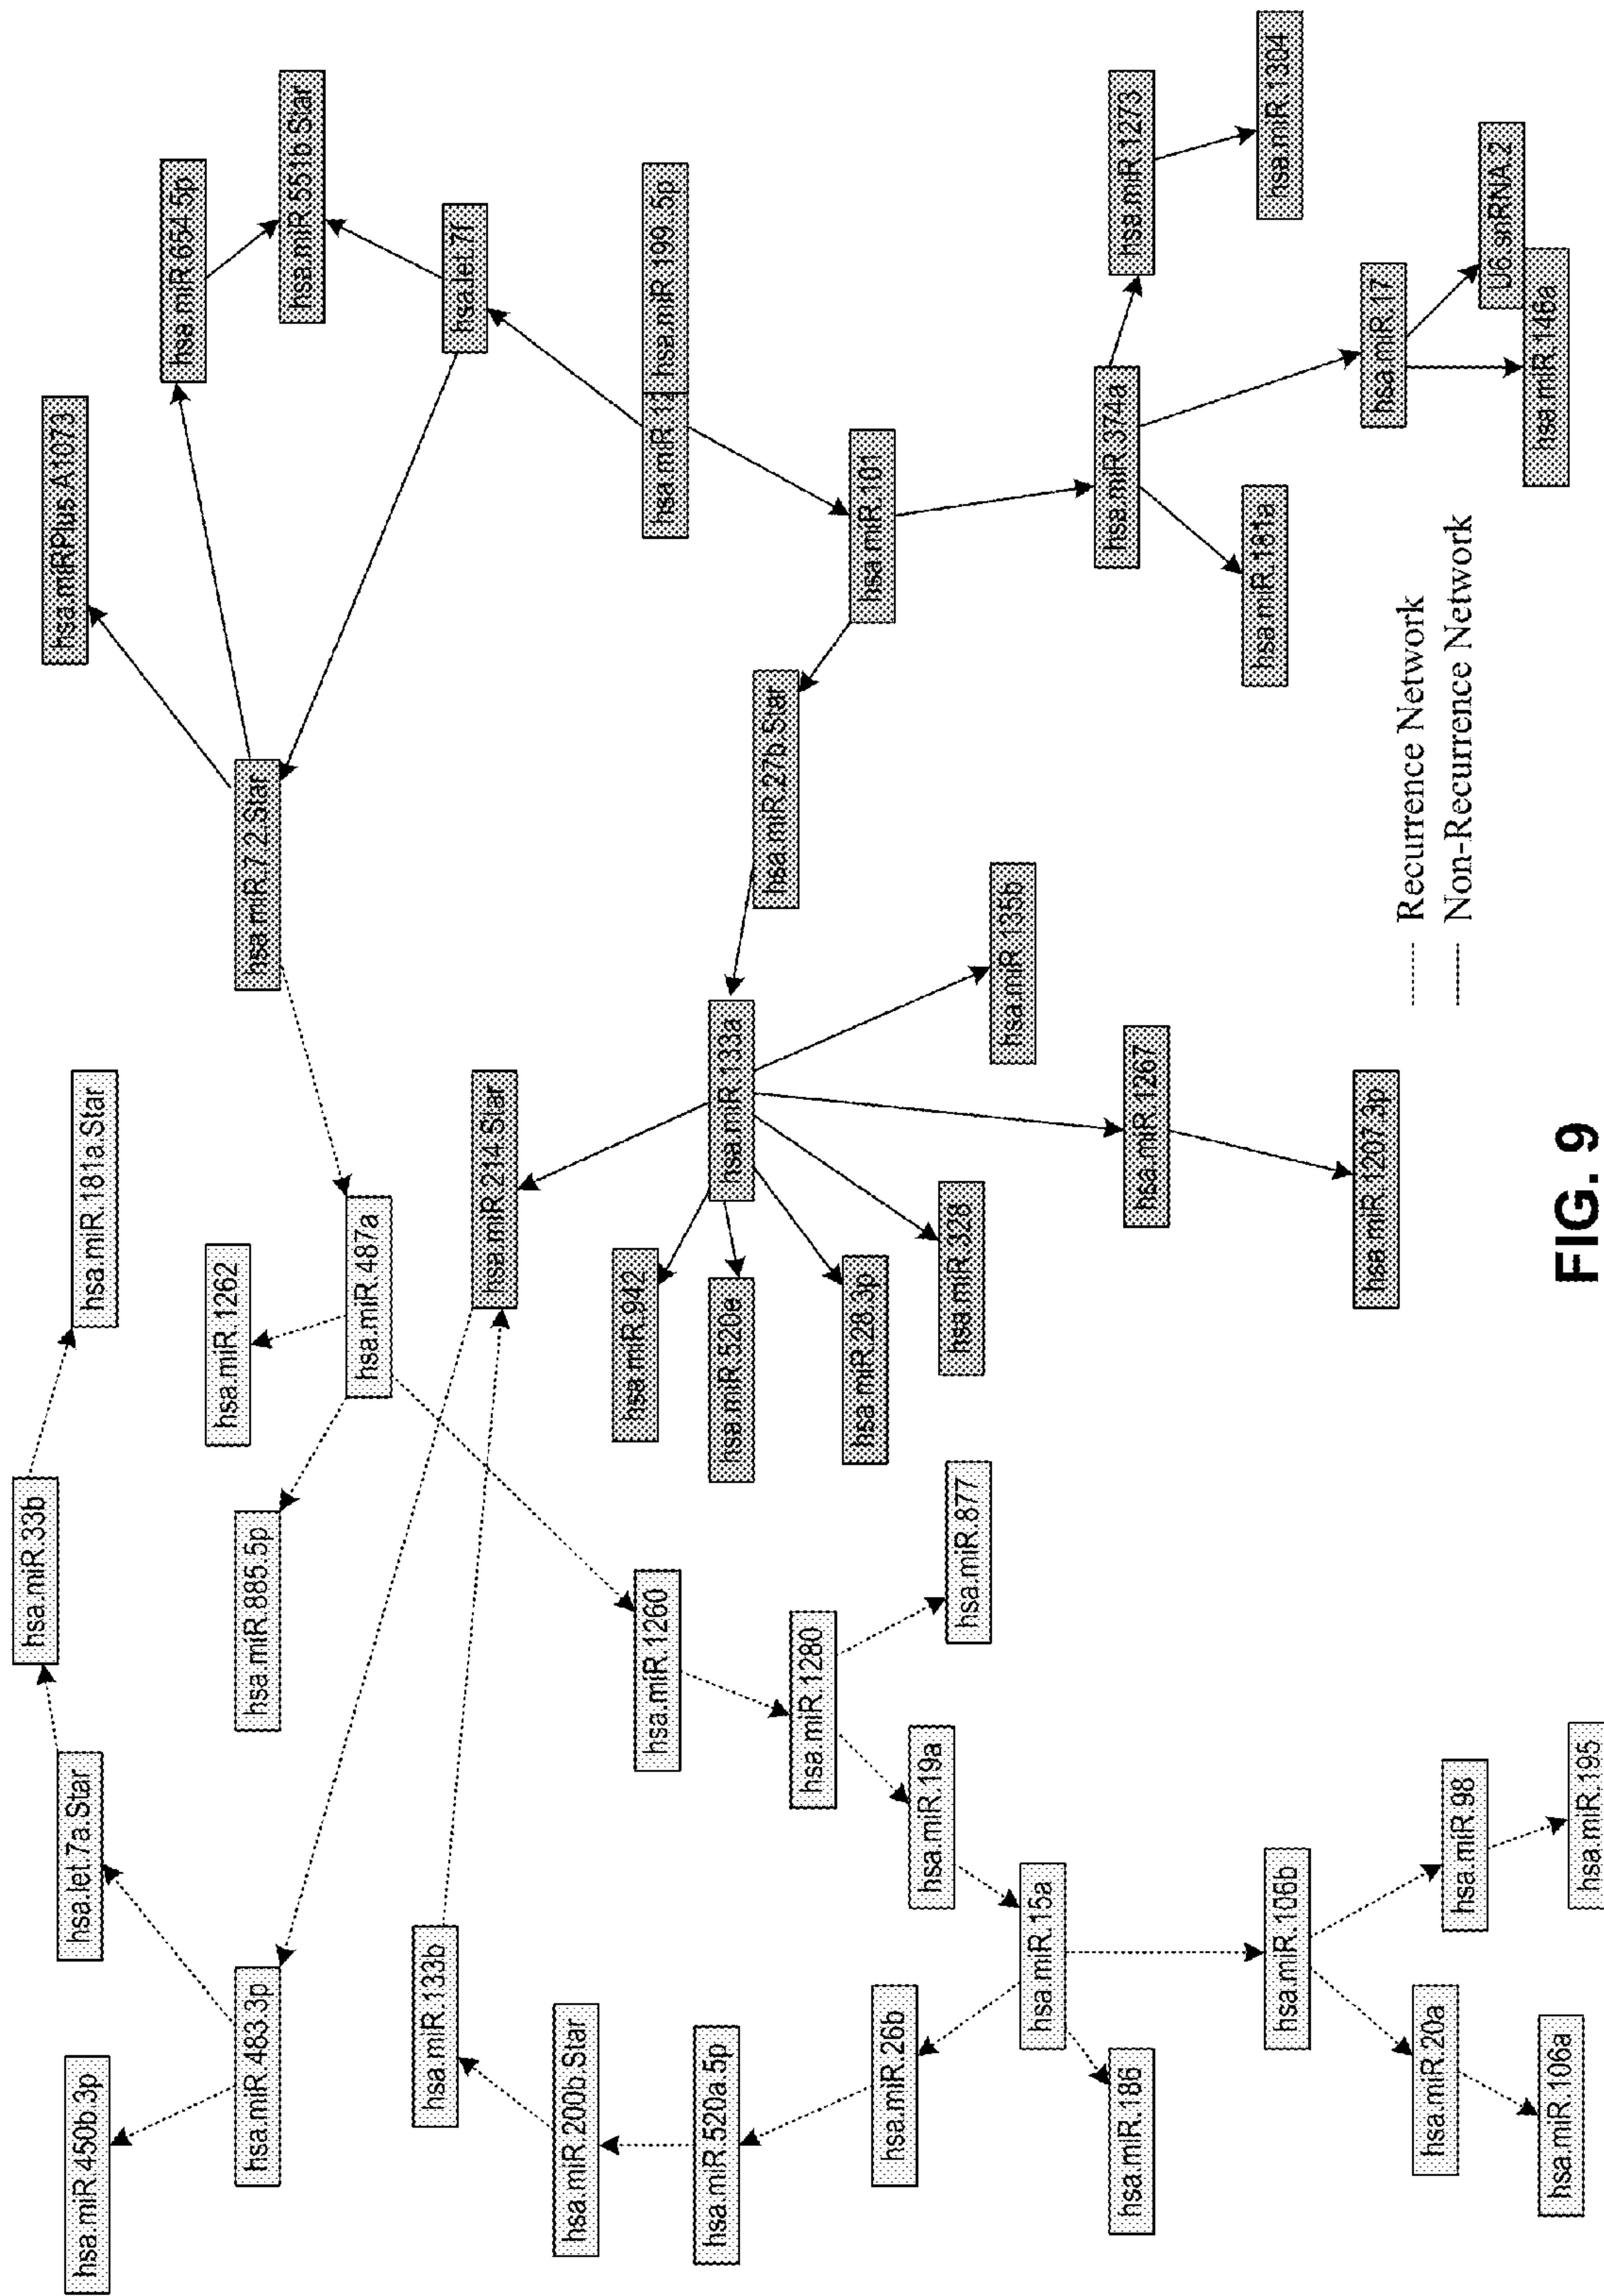 hsa.miR.450b.3p
hsa.miR.483.3p
hsa.let.7a.Star
hsa.miR.33b
hsa.miR.181a.Star
hsa.miR.885.5p
hsa.miR.1262
hsa.miR.487a
hsa.miR.7.2.Star
hsa.miRPlus.A1073
hsa.miR.654.5p
hsa.miR.551b.Star
hsa.let.7f
hsa.miR.133b
hsa.miR.214.Star
hsa.miR.200b.Star
hsa.miR.520a.5p
hsa.miR.1260
hsa.miR.942
hsa.miR.520e
hsa.miR.133a
hsa.miR.27b.Star
hsa.miR.12
hsa.miR.199.5p
hsa.miR.101
hsa.miR.1280
hsa.miR.28.3p
hsa.miR.26b
hsa.miR.19a
hsa.miR.877
hsa.miR.328
hsa.miR.135b
hsa.miR.15a
hsa.miR.186
hsa.miR.1267
hsa.miR.374a
hsa.miR.1273
hsa.miR.106b
hsa.miR.181a
hsa.miR.1304
hsa.miR.1207.3p
hsa.miR.17
hsa.miR.20a
hsa.miR.98
U6.snRNA.2
hsa.miR.146a
hsa.miR.106a
hsa.miR.195
Recurrence Network
Non-Recurrence Network
FIG. 9